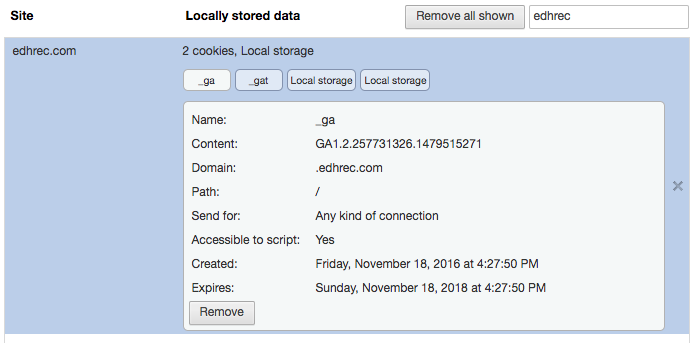 Site Locally stored data Remove all shown edhrec
edhrec.com 2 cookies, Local storage
_ga _gat Local storage Local storage
Name: _ga
Content: GA1.2.257731326.1479515271
Domain: .edhrec.com
Path: /
Send for: Any kind of connection
Accessible to script: Yes
Created: Friday, November 18, 2016 at 4:27:50 PM
Expires: Sunday, November 18, 2018 at 4:27:50 PM
Remove